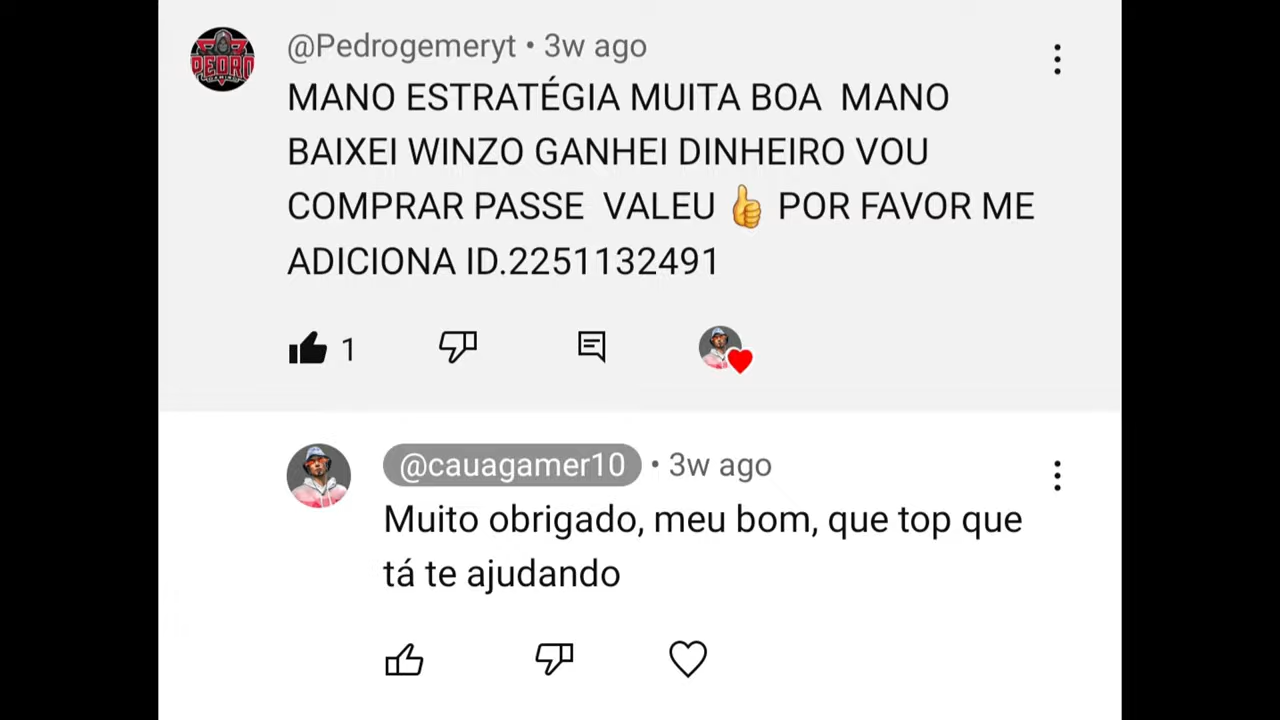 @Pedrogemeryt • 3w ago
MANO ESTRATÉGIA MUITA BOA MANO
BAIXEI WINZO GANHEI DINHEIRO VOU
COMPRAR PASSE VALEU 👍 POR FAVOR ME
ADICIONA ID.2251132491
1
@cauagamer10 • 3w ago
Muito obrigado, meu bom, que top que
tá te ajudando
PEDRO